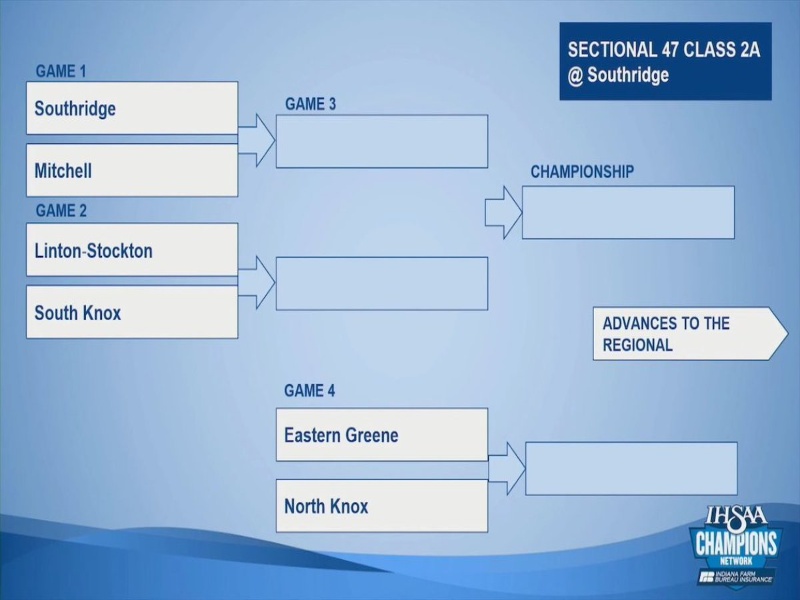 SECTIONAL 47 CLASS 2A
@ Southridge
GAME 1
Southridge
Mitchell
GAME 2
Linton-Stockton
South Knox
GAME 3
CHAMPIONSHIP
ADVANCES TO THE
REGIONAL
GAME 4
Eastern Greene
North Knox
IHSAA
CHAMPIONS
NETWORK
INDIANA FARM
BUREAU INSURANCE